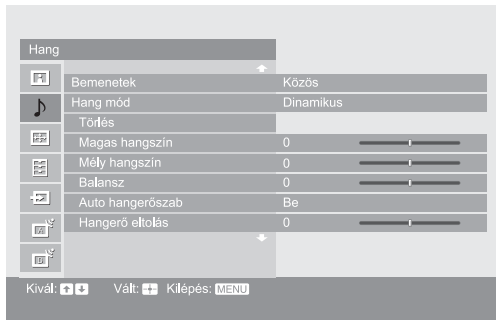 Hang
Bemenetek Közös
Hang mód Dinamikus
Törlés
Magas hangszín 0
Mély hangszín 0
Balansz 0
Auto hangerőszab Be
Hangerő eltolás 0
Kivál: Vált: Kilépés: MENU